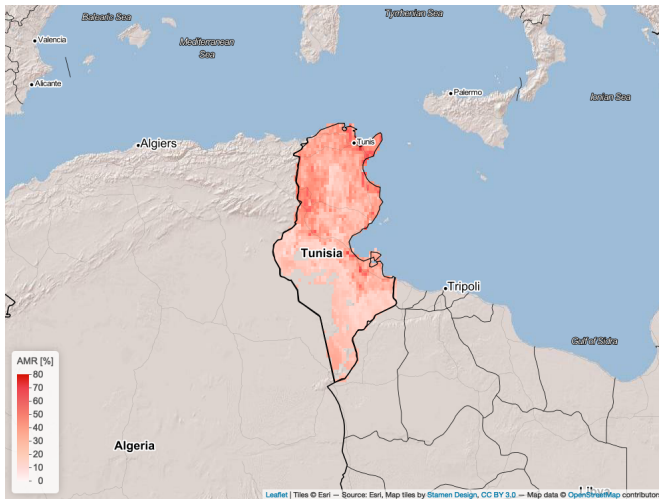 Balearic Sea
Tyrrhenian Sea
Valencia
Mediterranean
Sea
Alicante
Palermo
Ionian Sea
Algiers
Tunis
Tunisia
Tripoli
Gulf of Sidra
AMR [%]
80
70
60
50
40
30
20
10
0
Algeria
Libya
Leaflet | Tiles © Esri — Source: Esri, Map tiles by Stamen Design, CC BY 3.0 — Map data © OpenStreetMap contributor